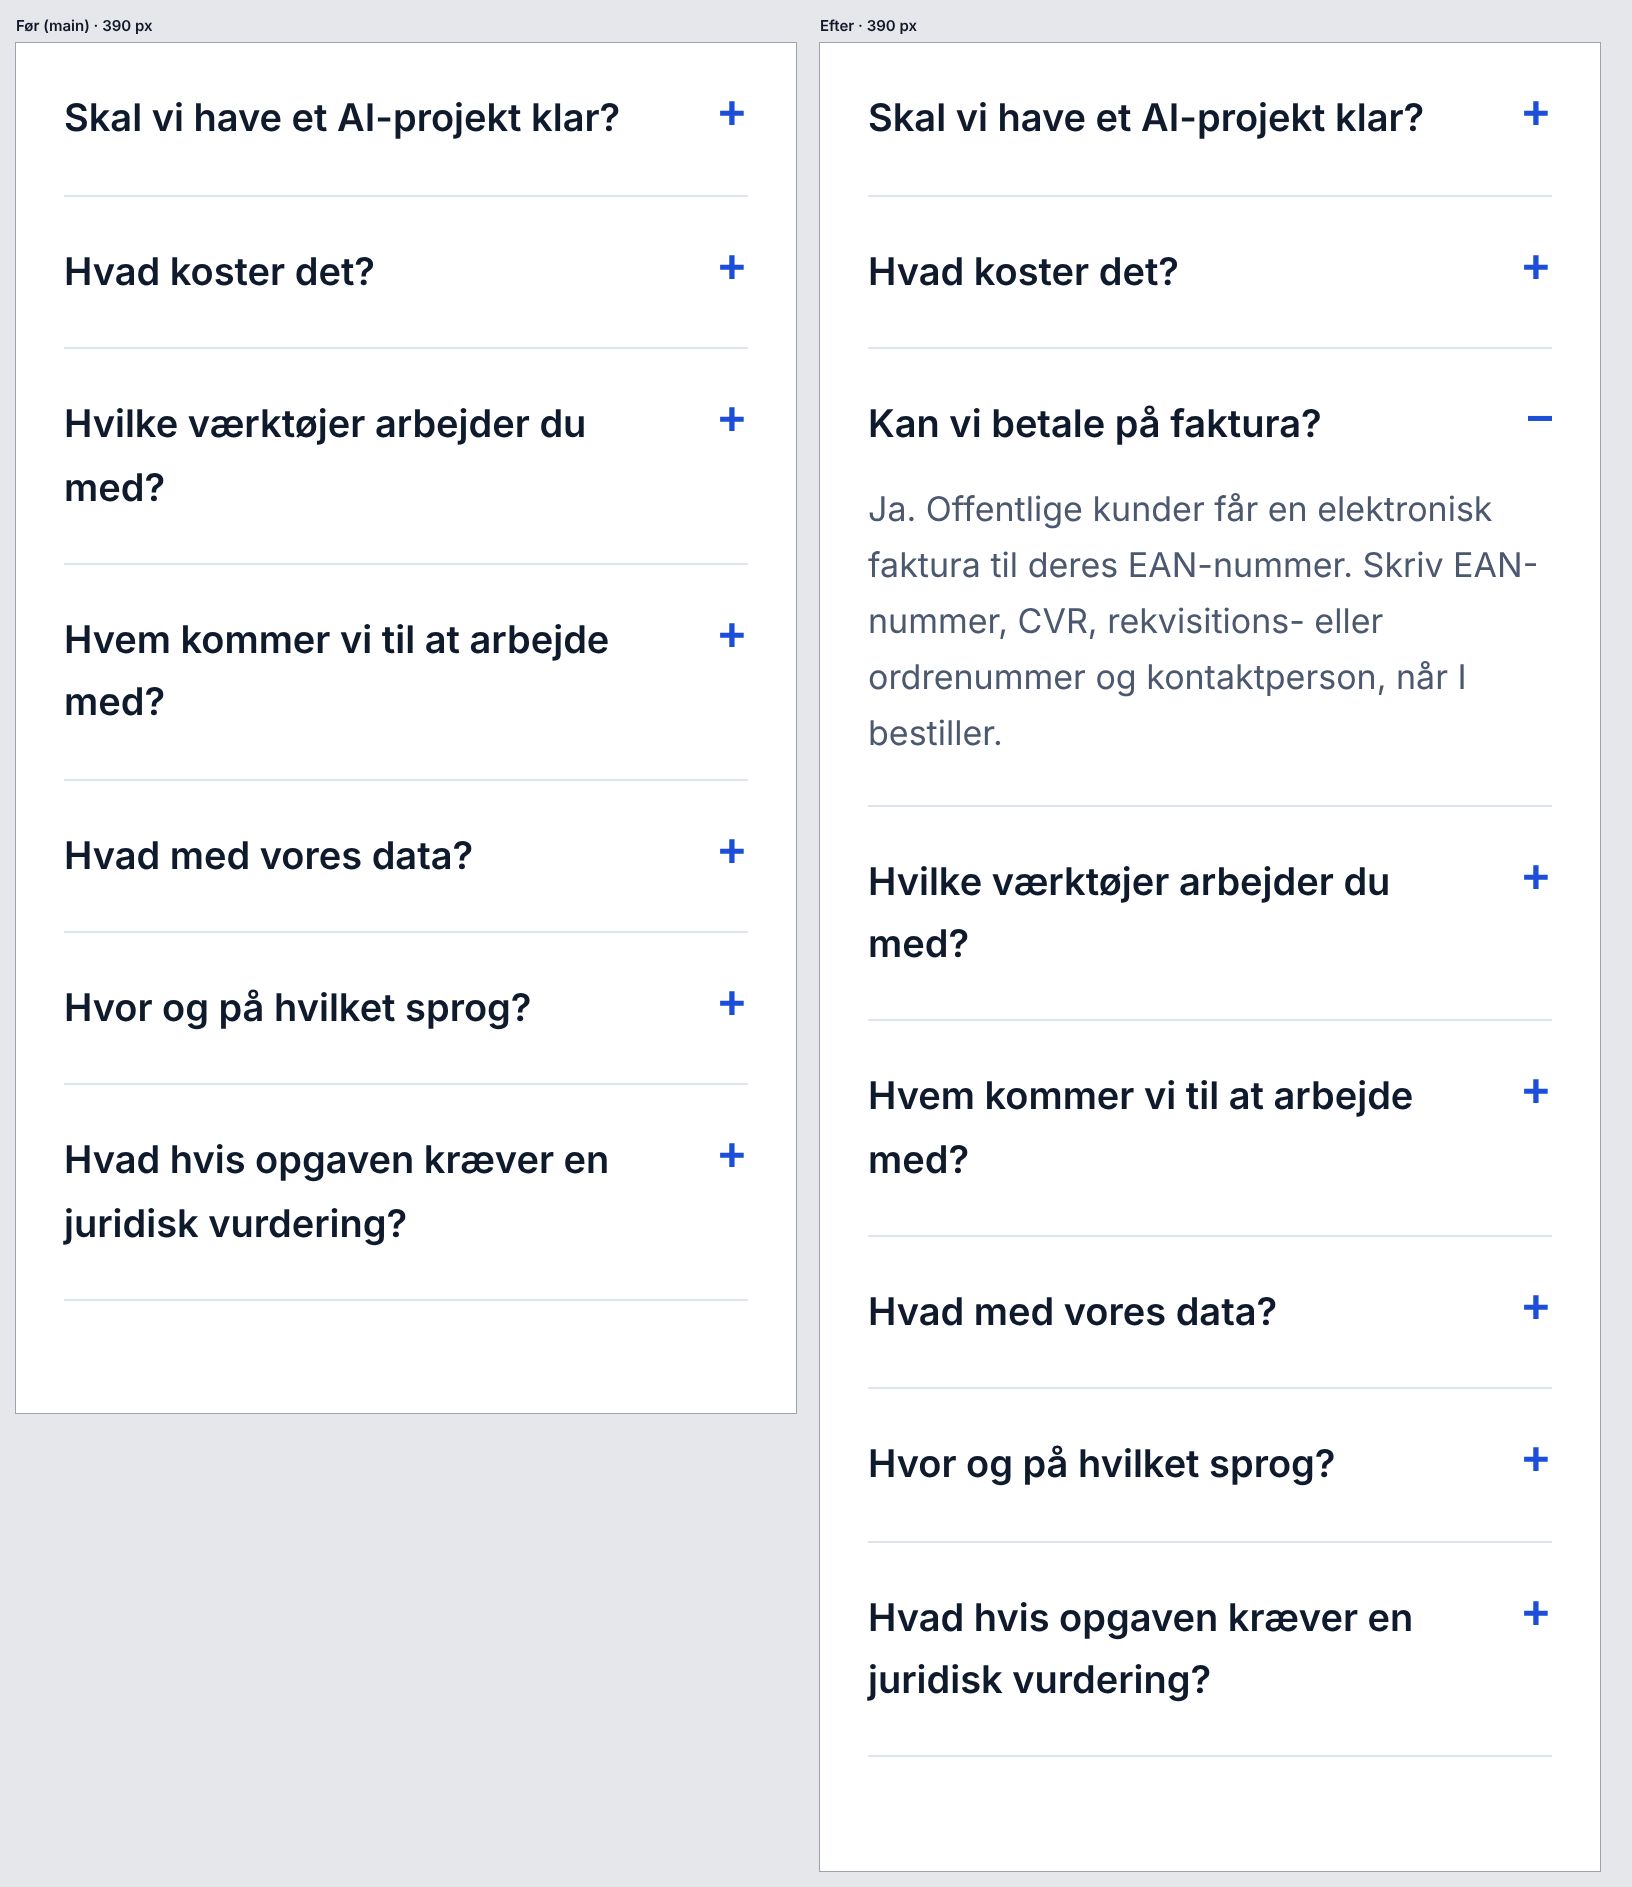 Før (main) · 390 px
Skal vi have et AI-projekt klar? +
Hvad koster det? +
Hvilke værktøjer arbejder du +
med?
Hvem kommer vi til at arbejde +
med?
Hvad med vores data? +
Hvor og på hvilket sprog? +
Hvad hvis opgaven kræver en +
juridisk vurdering?
Efter · 390 px
Skal vi have et AI-projekt klar? +
Hvad koster det? +
Kan vi betale på faktura? –
Ja. Offentlige kunder får en elektronisk
faktura til deres EAN-nummer. Skriv EAN-
nummer, CVR, rekvisitions- eller
ordrenummer og kontaktperson, når I
bestiller.
Hvilke værktøjer arbejder du +
med?
Hvem kommer vi til at arbejde +
med?
Hvad med vores data? +
Hvor og på hvilket sprog? +
Hvad hvis opgaven kræver en +
juridisk vurdering?